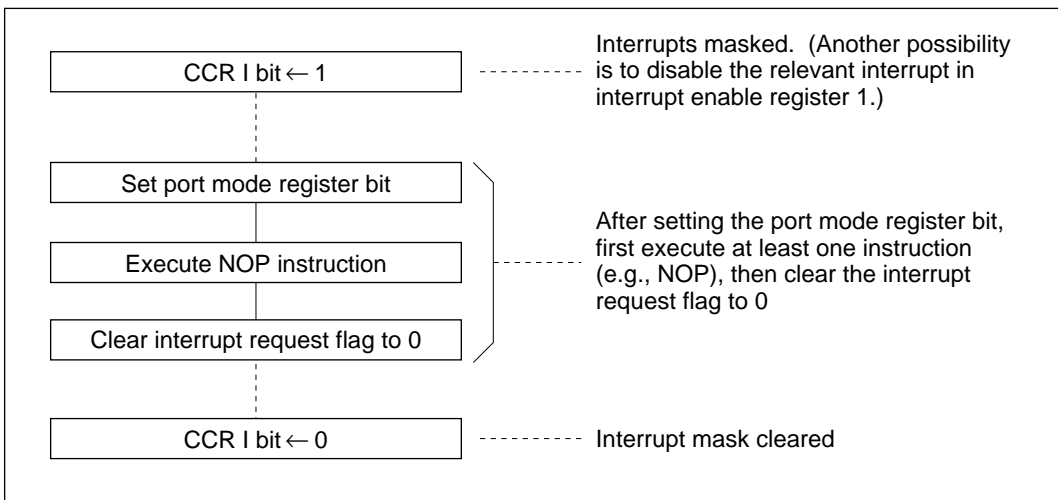 CCR I bit ← 1
Interrupts masked. (Another possibility
is to disable the relevant interrupt in
interrupt enable register 1.)
Set port mode register bit
Execute NOP instruction
Clear interrupt request flag to 0
After setting the port mode register bit,
first execute at least one instruction
(e.g., NOP), then clear the interrupt
request flag to 0
CCR I bit ← 0
Interrupt mask cleared